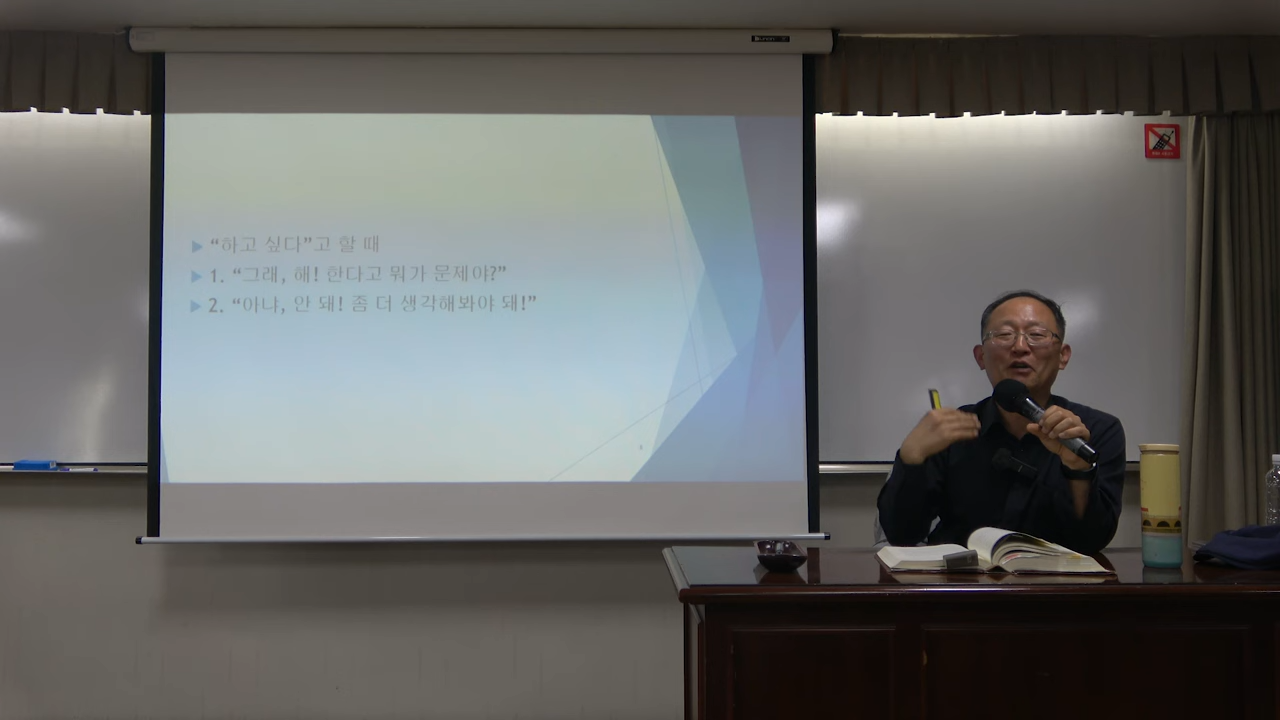 “하고 싶다”고 할 때
1. “그래, 해! 한다고 뭐가 문제야?”
2. “아냐, 안 돼! 좀 더 생각해봐야 돼!”